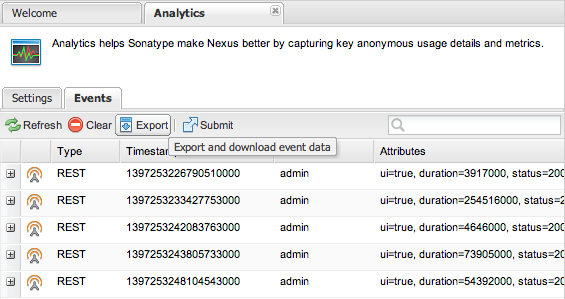 Welcome Analytics
Analytics helps Sonatype make Nexus better by capturing key anonymous usage details and metrics.
Settings Events
Refresh Clear Export Submit
Export and download event data
Type Timestamp Attributes
REST 1397253226790510000 admin ui=true, duration=3917000, status=200
REST 1397253233427753000 admin ui=true, duration=254516000, status=2
REST 1397253242083763000 admin ui=true, duration=4646000, status=200
REST 1397253243805733000 admin ui=true, duration=73905000, status=20
REST 1397253248104543000 admin ui=true, duration=54392000, status=20